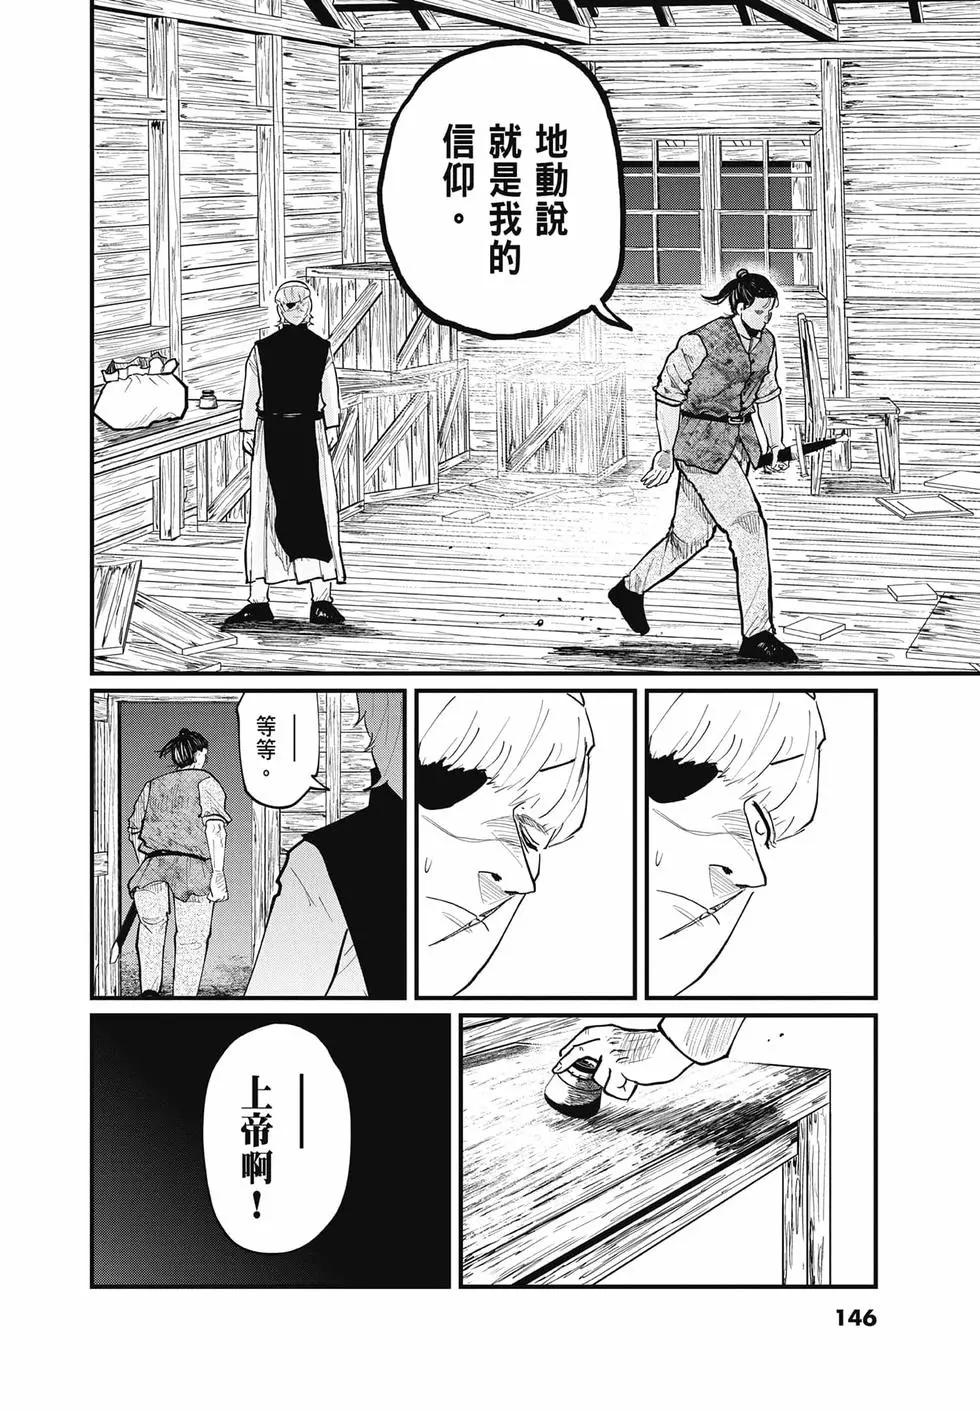 地動說
就是我的
信仰。
——
等等。
——
上帝啊！
146